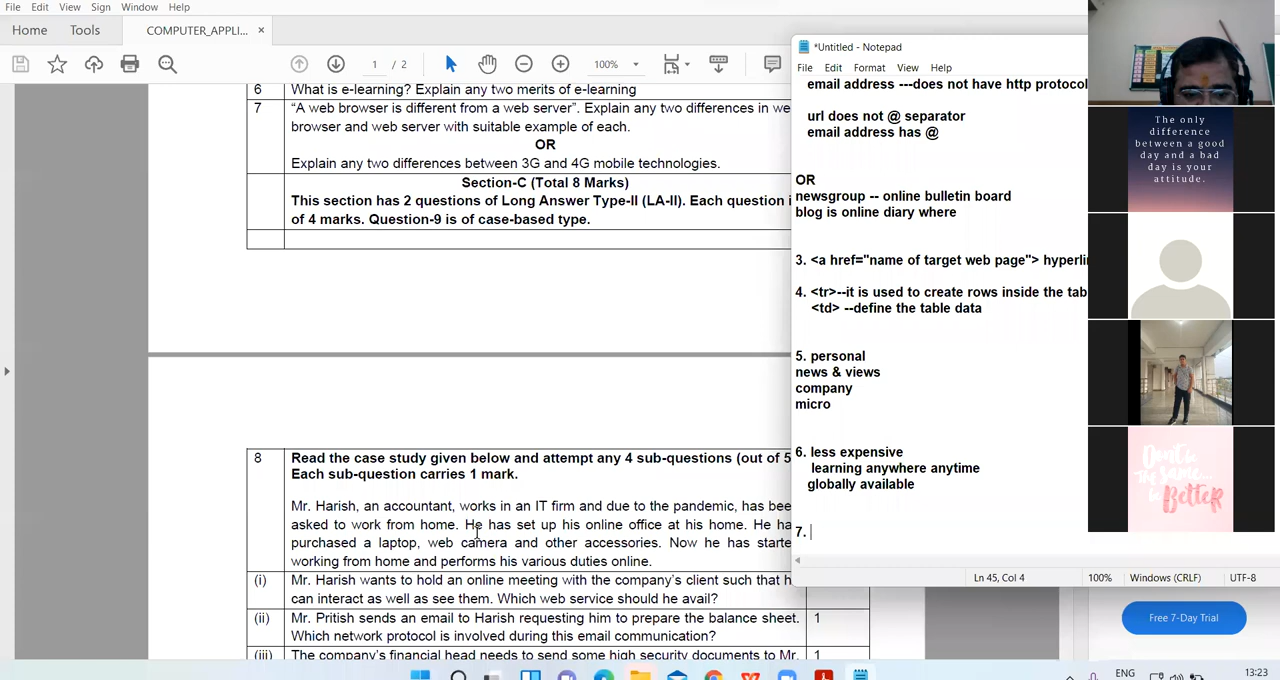 File Edit View Sign Window Help
Home Tools COMPUTER_APPLI... ×
1 / 2 100%
6 What is e-learning? Explain any two merits of e-learning
7 “A web browser is different from a web server”. Explain any two differences in we
browser and web server with suitable example of each.
OR
Explain any two differences between 3G and 4G mobile technologies.
Section-C (Total 8 Marks)
This section has 2 questions of Long Answer Type-II (LA-II). Each question i
of 4 marks. Question-9 is of case-based type.
8 Read the case study given below and attempt any 4 sub-questions (out of 5
Each sub-question carries 1 mark.
Mr. Harish, an accountant, works in an IT firm and due to the pandemic, has bee
asked to work from home. He has set up his online office at his home. He ha
purchased a laptop, web camera and other accessories. Now he has starte
working from home and performs his various duties online.
(i) Mr. Harish wants to hold an online meeting with the company's client such that h
can interact as well as see them. Which web service should he avail?
(ii) Mr. Pritish sends an email to Harish requesting him to prepare the balance sheet. 1
Which network protocol is involved during this email communication?
(iii) The company's financial head needs to send some high security documents to Mr. 1
*Untitled - Notepad
File Edit Format View Help
email address ---does not have http protocol
url does not @ separator
email address has @
OR
newsgroup -- online bulletin board
blog is online diary where
3. <a href="name of target web page"> hyperli
4. <tr>--it is used to create rows inside the tab
<td> --define the table data
5. personal
news & views
company
micro
6. less expensive
learning anywhere anytime
globally available
7.
Ln 45, Col 4 100% Windows (CRLF) UTF-8
The only
difference
between a good
day and a bad
day is your
attitude.
Don't be
the same...
be
Better
Free 7-Day Trial
ENG 13:23